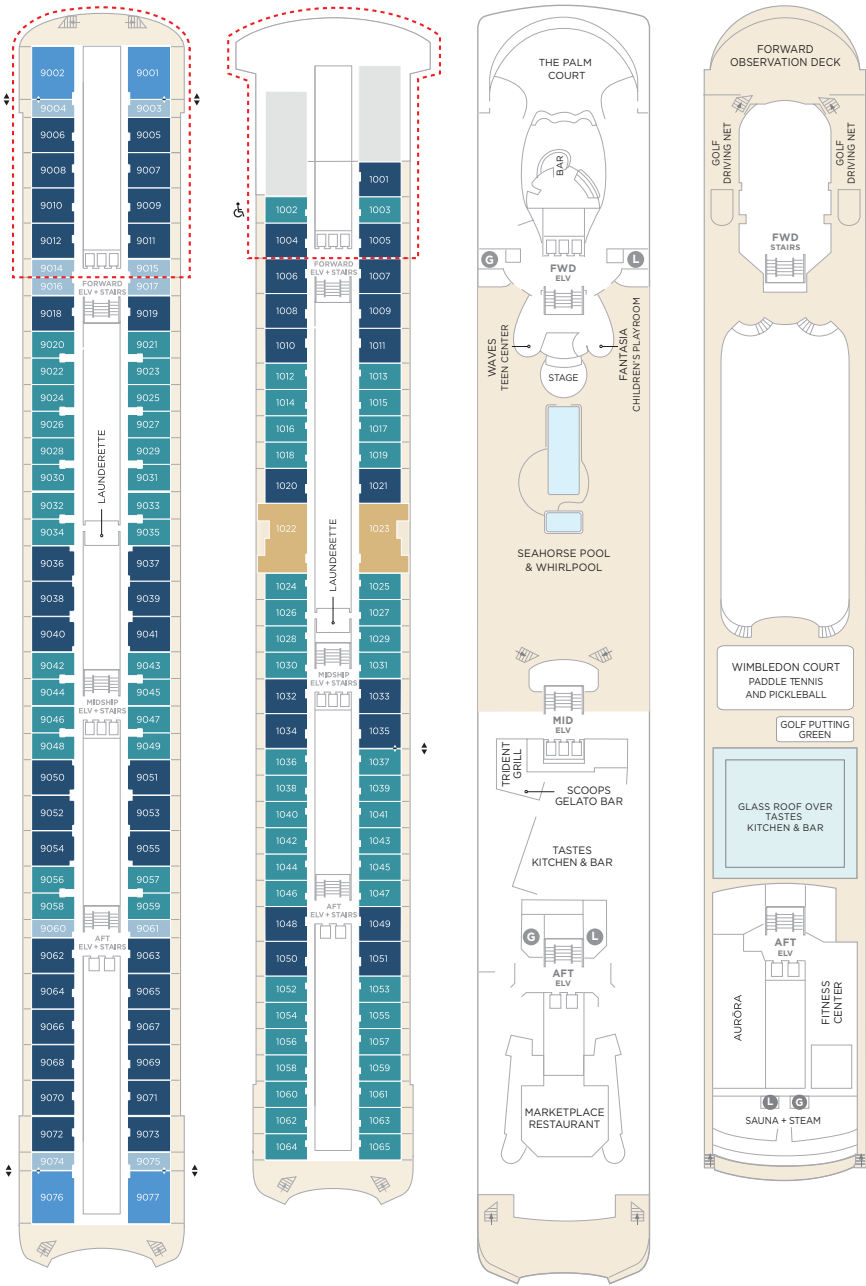 9002 9001
9004 9003
9006 9005
9008 9007
9010 9009
9012 9011
9014 9015
9016 9017
FORWARD
ELV + STAIRS
9018 9019
9020 9021
9022 9023
9024 9025
9026 9027
9028 9029
9030 9031
LAUNDERETTE
9032 9033
9034 9035
9036 9037
9038 9039
9040 9041
9042 9043
9044 9045
MIDSHIP
ELV + STAIRS
9046 9047
9048 9049
9050 9051
9052 9053
9054 9055
9056 9057
9058 9059
9060 9061
AFT
ELV + STAIRS
9062 9063
9064 9065
9066 9067
9068 9069
9070 9071
9072 9073
9074 9075
9076 9077
1001
1002 1003
1004 1005
FORWARD
ELV + STAIRS
1006 1007
1008 1009
1010 1011
1012 1013
1014 1015
1016 1017
1018 1019
1020 1021
1022 1023
LAUNDERETTE
1024 1025
1026 1027
1028 1029
1030 1031
MIDSHIP
ELV + STAIRS
1032 1033
1034 1035
1036 1037
1038 1039
1040 1041
1042 1043
1044 1045
1046 1047
AFT
ELV + STAIRS
1048 1049
1050 1051
1052 1053
1054 1055
1056 1057
1058 1059
1060 1061
1062 1063
1064 1065
THE PALM
COURT
BAR
G L
FWD
ELV
WAVES
TEEN CENTER
FANTASIA
CHILDREN'S PLAYROOM
STAGE
SEAHORSE POOL
& WHIRLPOOL
MID
ELV
TRIDENT
GRILL
SCOOPS
GELATO BAR
TASTES
KITCHEN & BAR
G L
AFT
ELV
MARKETPLACE
RESTAURANT
FORWARD
OBSERVATION DECK
GOLF
DRIVING NET
GOLF
DRIVING NET
FWD
STAIRS
WIMBLEDON COURT
PADDLE TENNIS
AND PICKLEBALL
GOLF PUTTING
GREEN
GLASS ROOF OVER
TASTES
KITCHEN & BAR
AFT
ELV
AURŌRA
FITNESS
CENTER
L G
SAUNA + STEAM